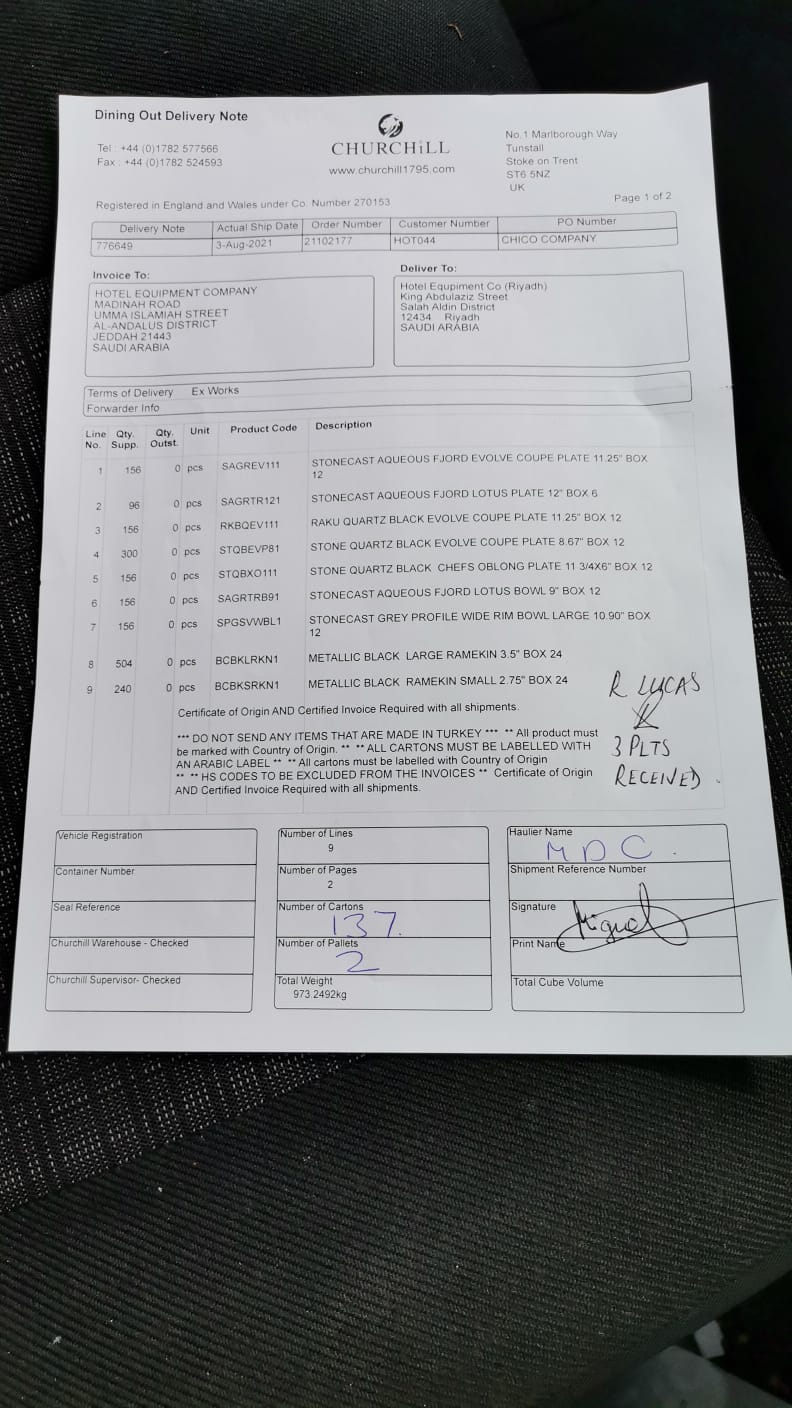 Dining Out Delivery Note
Tel : +44 (0)1782 577566
Fax : +44 (0)1782 524593
CHURCHiLL
www.churchill1795.com
No.1 Marlborough Way
Tunstall
Stoke on Trent
ST6 5NZ
UK
Registered in England and Wales under Co. Number 270153
Page 1 of 2
Delivery Note Actual Ship Date Order Number Customer Number PO Number
776649 3-Aug-2021 21102177 HOT044 CHICO COMPANY
Invoice To:
HOTEL EQUIPMENT COMPANY
MADINAH ROAD
UMMA ISLAMIAH STREET
AL-ANDALUS DISTRICT
JEDDAH 21443
SAUDI ARABIA
Deliver To:
Hotel Equpiment Co (Riyadh)
King Abdulaziz Street
Salah Aldin District
12434 Riyadh
SAUDI ARABIA
Terms of Delivery Ex Works
Forwarder Info
Line No. Qty. Supp. Qty. Outst. Unit Product Code Description
1 156 0 pcs SAGREV111 STONECAST AQUEOUS FJORD EVOLVE COUPE PLATE 11.25" BOX
12
2 96 0 pcs SAGRTR121 STONECAST AQUEOUS FJORD LOTUS PLATE 12" BOX 6
3 156 0 pcs RKBQEV111 RAKU QUARTZ BLACK EVOLVE COUPE PLATE 11.25" BOX 12
4 300 0 pcs STQBEVP81 STONE QUARTZ BLACK EVOLVE COUPE PLATE 8.67" BOX 12
5 156 0 pcs STQBXO111 STONE QUARTZ BLACK CHEFS OBLONG PLATE 11 3/4X6" BOX 12
6 156 0 pcs SAGRTRB91 STONECAST AQUEOUS FJORD LOTUS BOWL 9" BOX 12
7 156 0 pcs SPGSVWBL1 STONECAST GREY PROFILE WIDE RIM BOWL LARGE 10.90" BOX
12
8 504 0 pcs BCBKLRKN1 METALLIC BLACK LARGE RAMEKIN 3.5" BOX 24
9 240 0 pcs BCBKSRKN1 METALLIC BLACK RAMEKIN SMALL 2.75" BOX 24
Certificate of Origin AND Certified Invoice Required with all shipments.
*** DO NOT SEND ANY ITEMS THAT ARE MADE IN TURKEY *** ** All product must
be marked with Country of Origin. ** ** ALL CARTONS MUST BE LABELLED WITH
AN ARABIC LABEL ** ** All cartons must be labelled with Country of Origin
** ** HS CODES TO BE EXCLUDED FROM THE INVOICES ** Certificate of Origin
AND Certified Invoice Required with all shipments.
R LUCAS
3 PLTS
RECEIVED
Vehicle Registration
Container Number
Seal Reference
Churchill Warehouse - Checked
Churchill Supervisor- Checked
Number of Lines
9
Number of Pages
2
Number of Cartons
137.
Number of Pallets
2
Total Weight
973.2492kg
Haulier Name
MDC.
Shipment Reference Number
Signature
Miguel
Print Name
Total Cube Volume